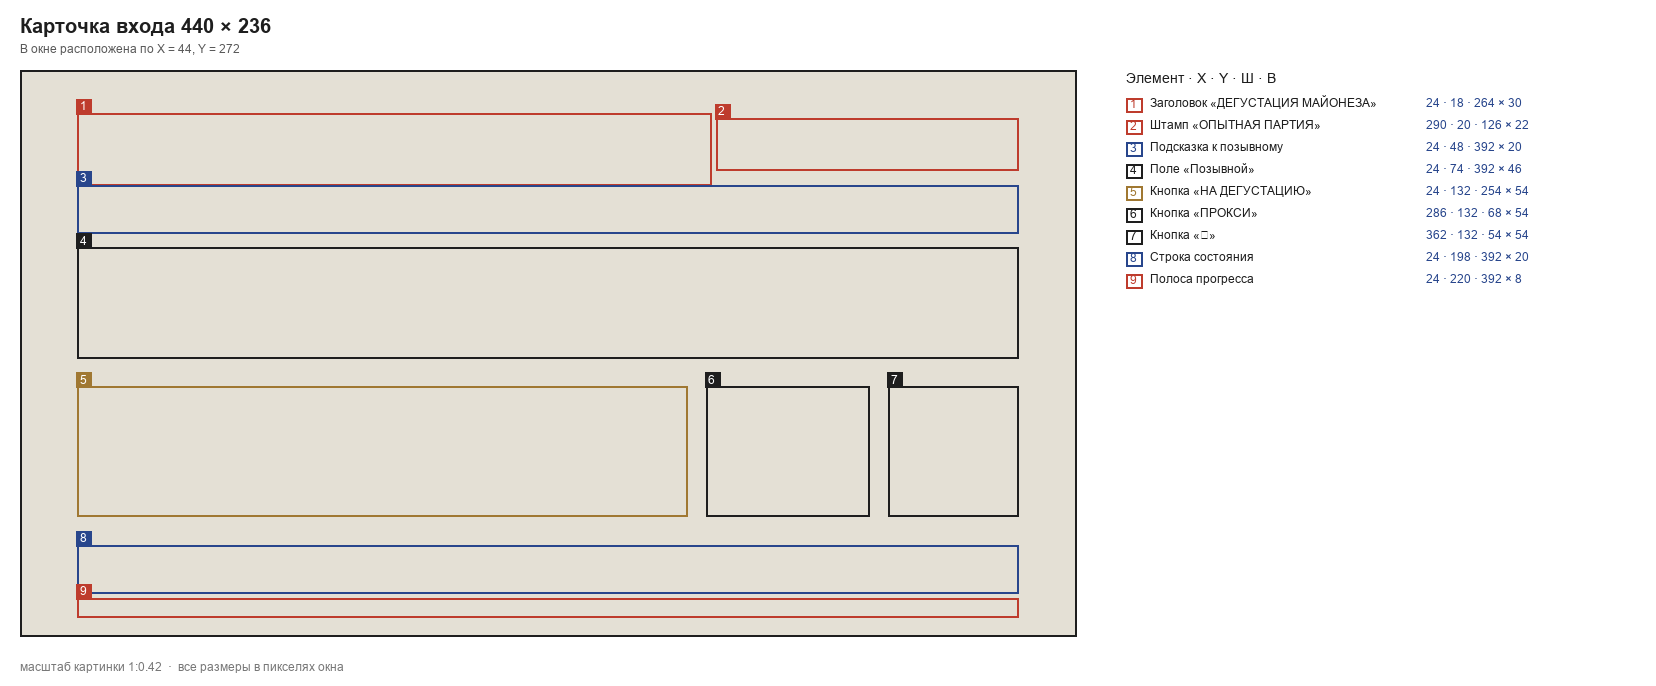 Карточка входа 440 × 236
В окне расположена по X = 44, Y = 272
1
2
3
4
5
6
7
8
9
Элемент · X · Y · Ш · В
1 Заголовок «ДЕГУСТАЦИЯ МАЙОНЕЗА» 24 · 18 · 264 × 30
2 Штамп «ОПЫТНАЯ ПАРТИЯ» 290 · 20 · 126 × 22
3 Подсказка к позывному 24 · 48 · 392 × 20
4 Поле «Позывной» 24 · 74 · 392 × 46
5 Кнопка «НА ДЕГУСТАЦИЮ» 24 · 132 · 254 × 54
6 Кнопка «ПРОКСИ» 286 · 132 · 68 × 54
7 Кнопка «□» 362 · 132 · 54 × 54
8 Строка состояния 24 · 198 · 392 × 20
9 Полоса прогресса 24 · 220 · 392 × 8
масштаб картинки 1:0.42 · все размеры в пикселях окна